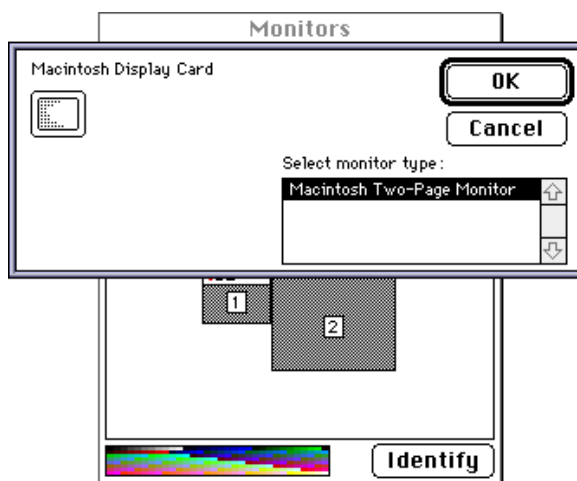 Monitors
Macintosh Display Card
OK
Cancel
Select monitor type:
Macintosh Two-Page Monitor
1
2
Identify